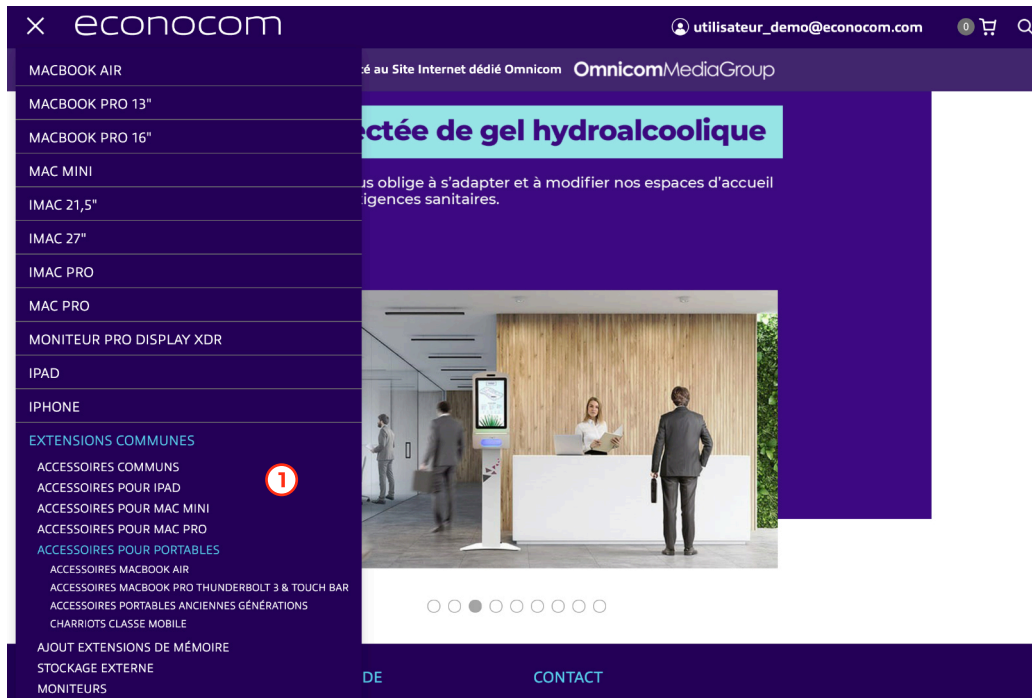 econocom
utilisateur_demo@econocom.com
0
té au Site Internet dédié Omnicom OmnicomMediaGroup
MACBOOK AIR
MACBOOK PRO 13"
MACBOOK PRO 16"
MAC MINI
IMAC 21,5"
IMAC 27"
IMAC PRO
MAC PRO
MONITEUR PRO DISPLAY XDR
IPAD
IPHONE
EXTENSIONS COMMUNES
ACCESSOIRES COMMUNS
ACCESSOIRES POUR IPAD
ACCESSOIRES POUR MAC MINI
ACCESSOIRES POUR MAC PRO
ACCESSOIRES POUR PORTABLES
ACCESSOIRES MACBOOK AIR
ACCESSOIRES MACBOOK PRO THUNDERBOLT 3 & TOUCH BAR
ACCESSOIRES PORTABLES ANCIENNES GÉNÉRATIONS
CHARRIOTS CLASSE MOBILE
AJOUT EXTENSIONS DE MÉMOIRE
STOCKAGE EXTERNE
MONITEURS
1
ectée de gel hydroalcoolique
us oblige à s'adapter et à modifier nos espaces d'accueil
igences sanitaires.
DE
CONTACT